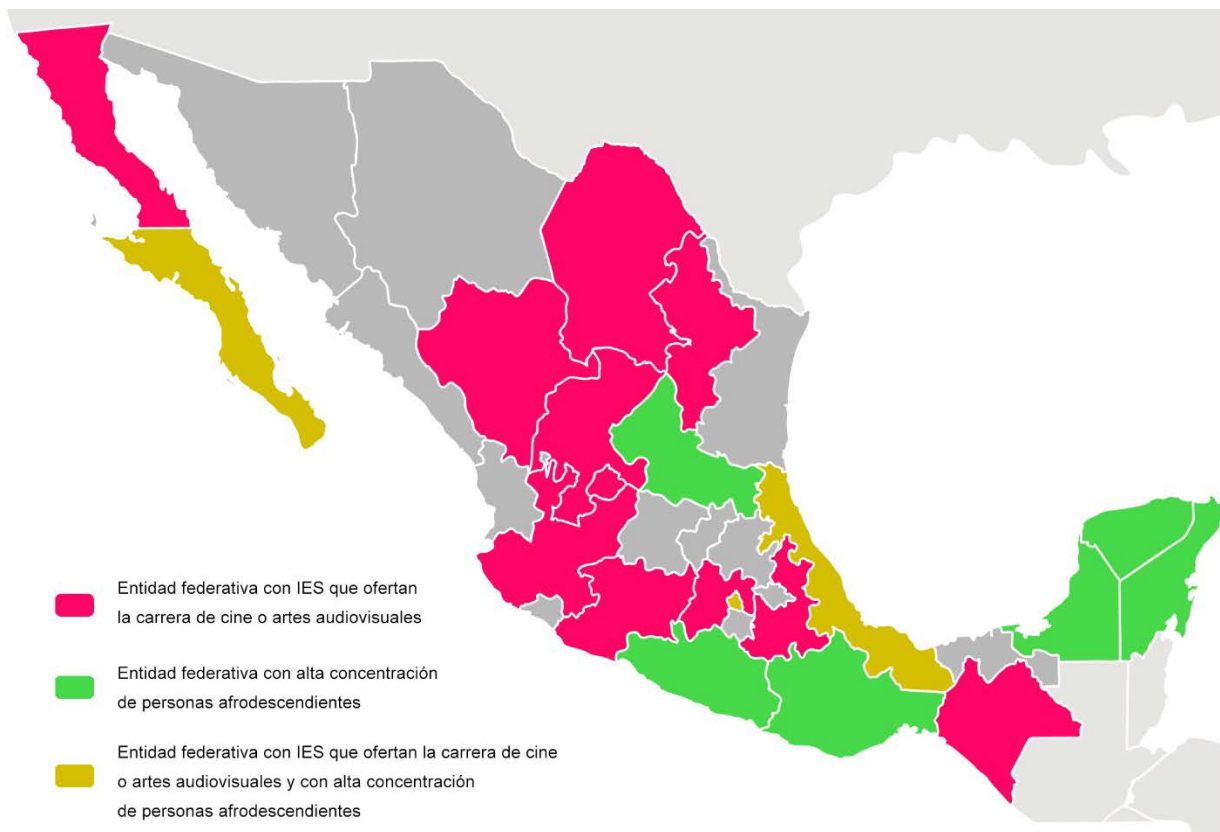 Entidad federativa con IES que ofertan
la carrera de cine o artes audiovisuales
Entidad federativa con alta concentración
de personas afrodescendientes
Entidad federativa con IES que ofertan la carrera de cine
o artes audiovisuales y con alta concentración
de personas afrodescendientes